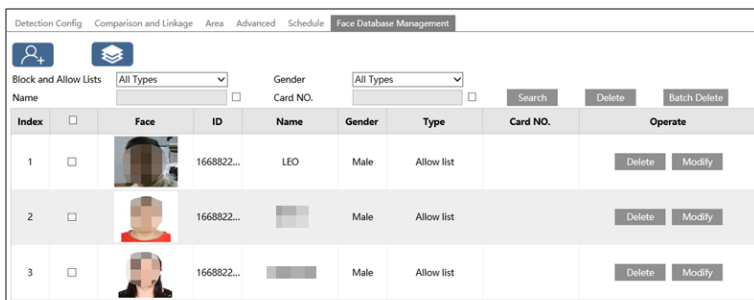 Detection Config Comparison and Linkage Area Advanced Schedule Face Database Management
Block and Allow Lists All Types Gender All Types
Name Card NO. Search Delete Batch Delete
Index Face ID Name Gender Type Card NO. Operate
1 1668822... LEO Male Allow list Delete Modify
2 1668822... Male Allow list Delete Modify
3 1668822... Male Allow list Delete Modify